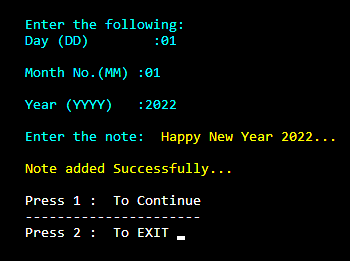 Enter the following:
Day (DD)        :01
Month No.(MM) :01
Year (YYYY)   :2022
Enter the note:  Happy New Year 2022...
Note added Successfully...
Press 1 :  To Continue
----------------------
Press 2 :  To EXIT